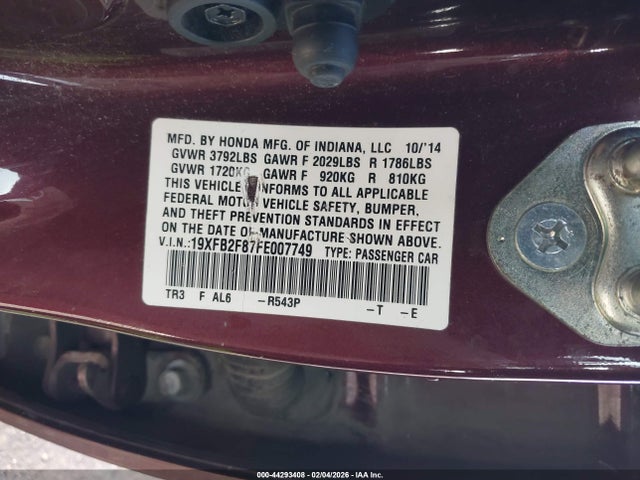 MFD. BY HONDA MFG. OF INDIANA, LLC 10/'14
GVWR 3792LBS GAWR F 2029LBS R 1786LBS
GVWR 1720KG GAWR F 920KG R 810KG
THIS VEHICLE CONFORMS TO ALL APPLICABLE
FEDERAL MOTOR VEHICLE SAFETY, BUMPER,
AND THEFT PREVENTION STANDARDS IN EFFECT
ON THE DATE OF MANUFACTURE SHOWN ABOVE.
V.I.N.: 19XFB2F87FE007749 TYPE: PASSENGER CAR
TR3 F AL6 -R543P -T -E
000-44293408 - 02/04/2026 - IAA Inc.